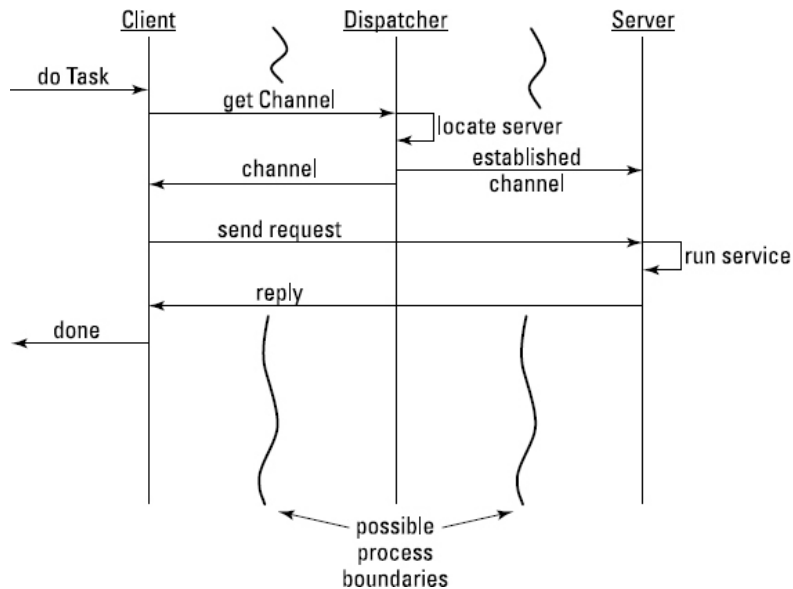 Client
Dispatcher
Server
do Task
get Channel
locate server
channel
established
channel
send request
run service
reply
done
possible
process
boundaries